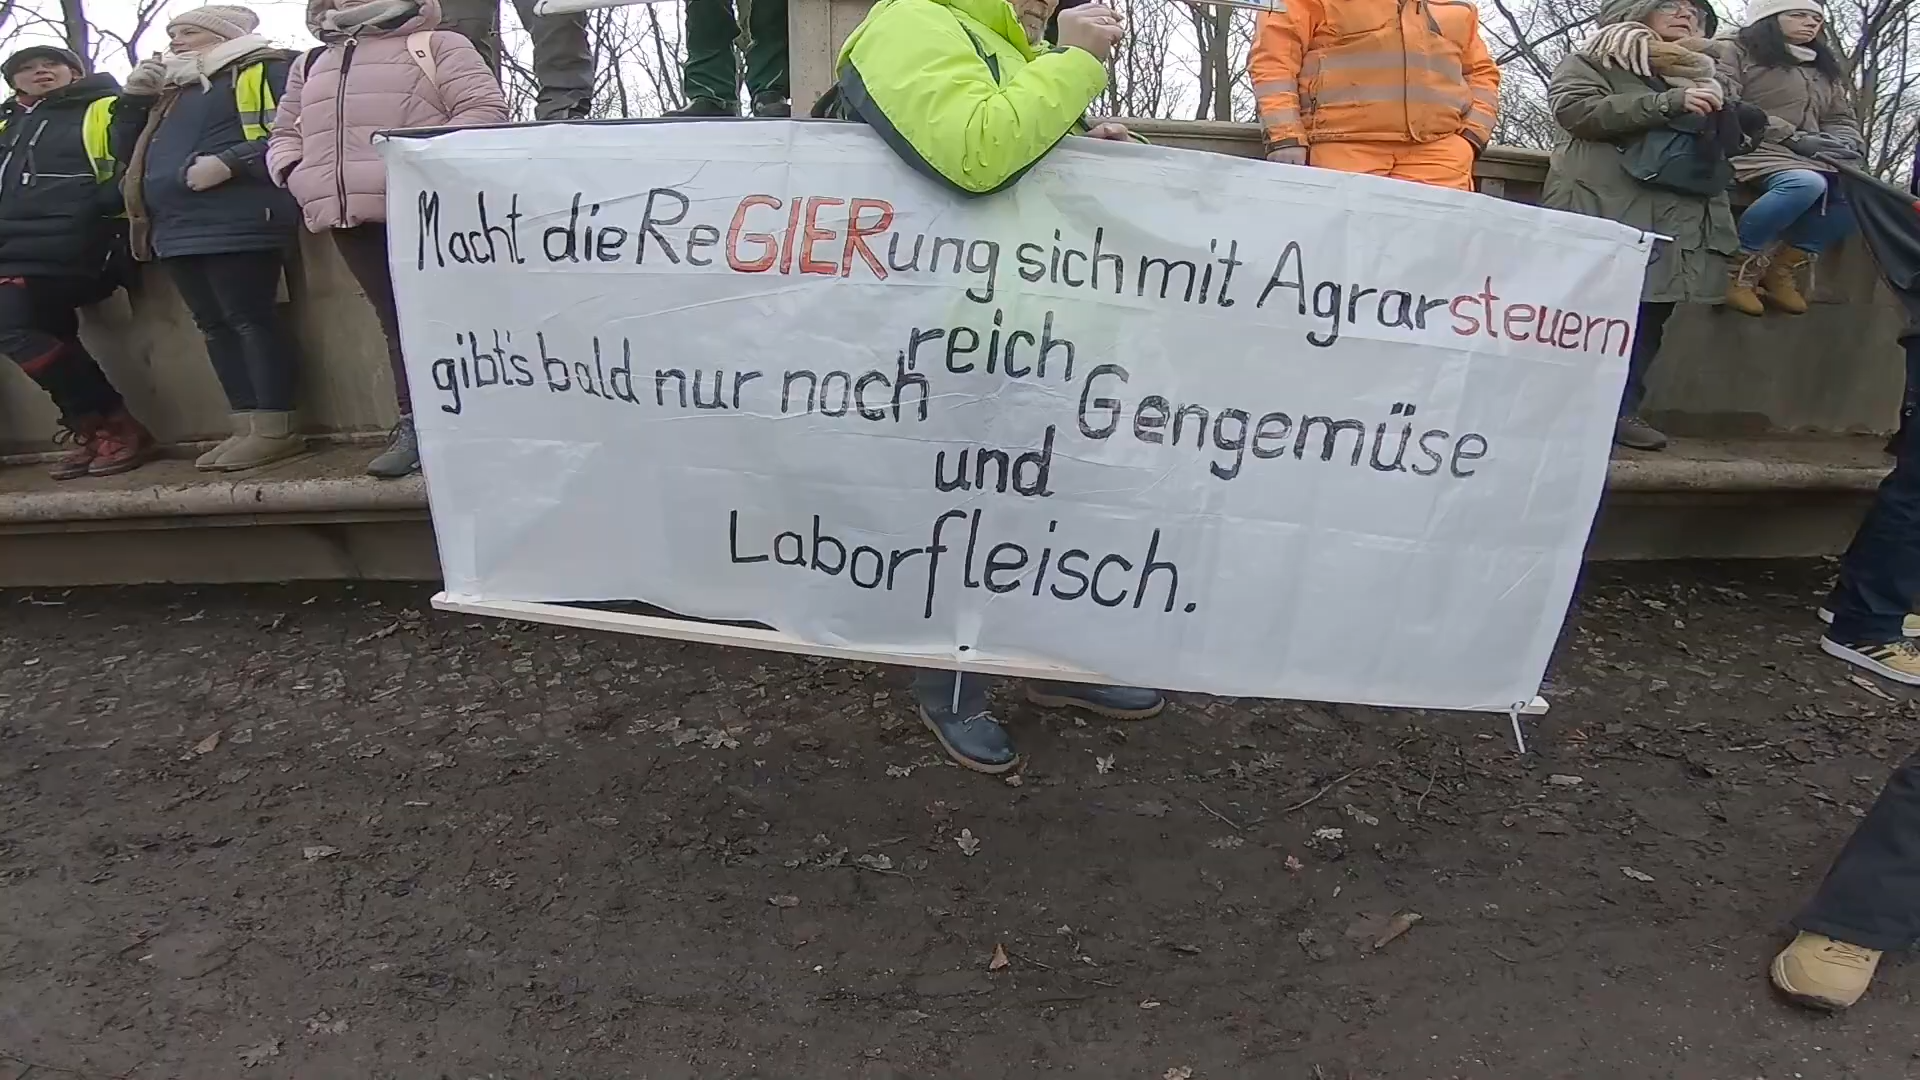 Macht die ReGIERung sich mit Agrarsteuern
reich
gibt's bald nur noch Gengemüse
und
Laborfleisch.